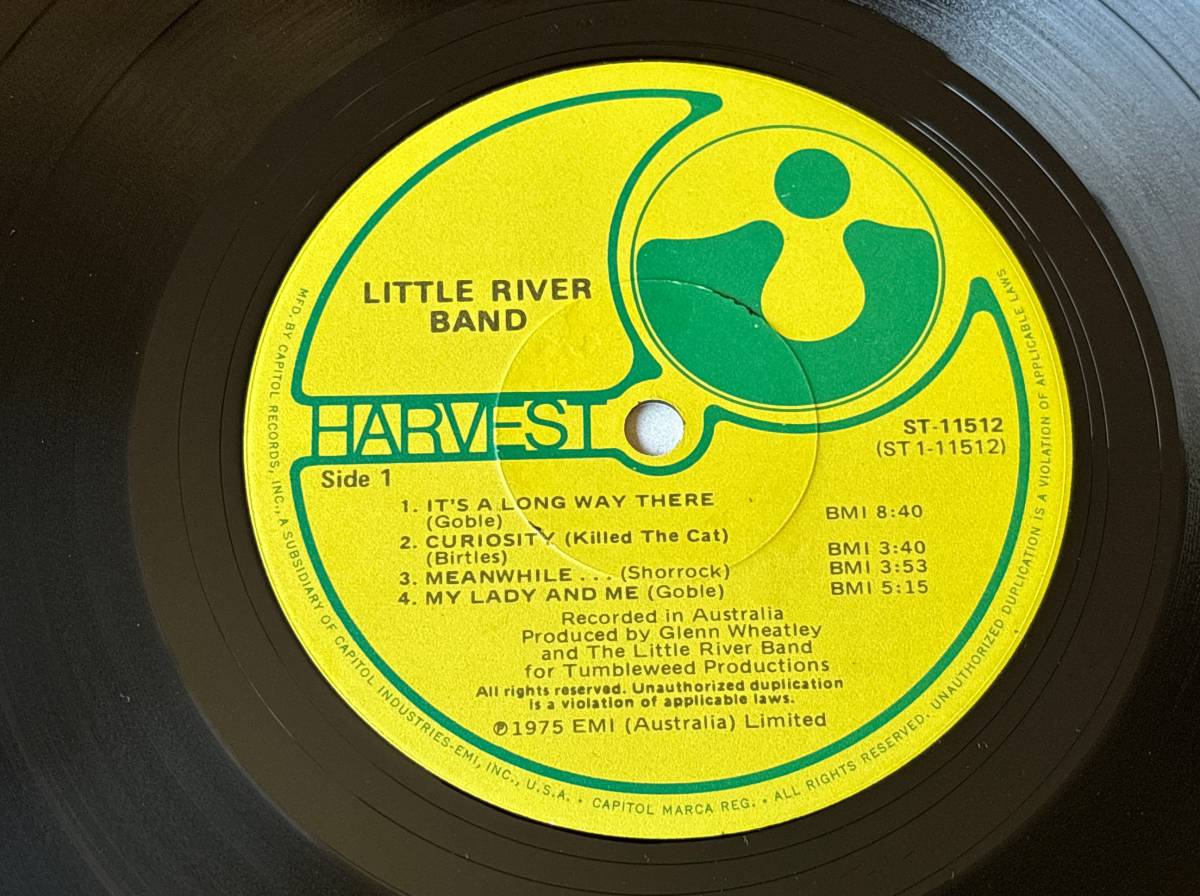 LITTLE RIVER
BAND
HARVEST
ST-11512
(ST 1-11512)
Side 1
1. IT'S A LONG WAY THERE BMI 8:40
(Goble)
2. CURIOSITY (Killed The Cat) BMI 3:40
(Birtles)
3. MEANWHILE... (Shorrock) BMI 3:53
4. MY LADY AND ME (Goble) BMI 5:15
Recorded in Australia
Produced by Glenn Wheatley
and The Little River Band
for Tumbleweed Productions
All rights reserved. Unauthorized duplication
is a violation of applicable laws.
℗1975 EMI (Australia) Limited
MFD. BY CAPITOL RECORDS, INC., A SUBSIDIARY OF CAPITOL INDUSTRIES-EMI, INC., U.S.A. • CAPITOL MARCA REG. • ALL RIGHTS RESERVED. UNAUTHORIZED DUPLICATION IS A VIOLATION OF APPLICABLE LAWS